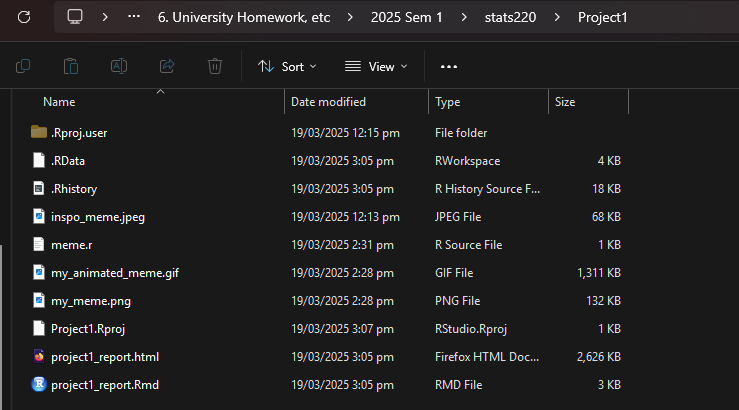 6. University Homework, etc > 2025 Sem 1 > stats220 > Project1
Sort View
Name Date modified Type Size
.Rproj.user 19/03/2025 12:15 pm File folder
.RData 19/03/2025 3:05 pm RWorkspace 4 KB
.Rhistory 19/03/2025 3:05 pm R History Source F... 18 KB
inspo_meme.jpeg 19/03/2025 12:13 pm JPEG File 68 KB
meme.r 19/03/2025 2:31 pm R Source File 1 KB
my_animated_meme.gif 19/03/2025 2:28 pm GIF File 1,311 KB
my_meme.png 19/03/2025 2:28 pm PNG File 132 KB
Project1.Rproj 19/03/2025 3:07 pm RStudio.Rproj 1 KB
project1_report.html 19/03/2025 3:05 pm Firefox HTML Doc... 2,626 KB
project1_report.Rmd 19/03/2025 3:05 pm RMD File 3 KB